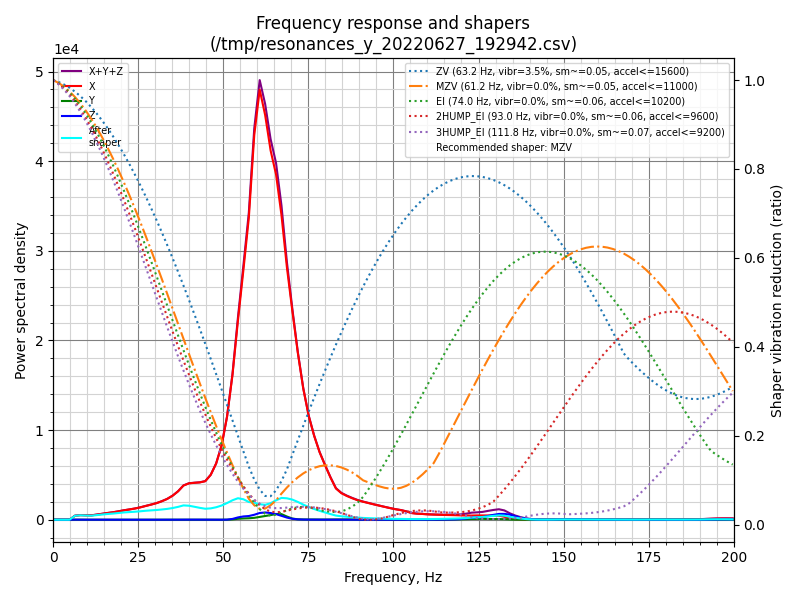 Frequency response and shapers
(/tmp/resonances_y_20220627_192942.csv)
1e4
X+Y+Z
X
Y
Z
After
shaper
ZV (63.2 Hz, vibr=3.5%, sm~=0.05, accel<=15600)
MZV (61.2 Hz, vibr=0.0%, sm~=0.05, accel<=11000)
EI (74.0 Hz, vibr=0.0%, sm~=0.06, accel<=10200)
2HUMP_EI (93.0 Hz, vibr=0.0%, sm~=0.06, accel<=9600)
3HUMP_EI (111.8 Hz, vibr=0.0%, sm~=0.07, accel<=9200)
Recommended shaper: MZV
Power spectral density
5
4
3
2
1
0
Shaper vibration reduction (ratio)
1.0
0.8
0.6
0.4
0.2
0.0
0 25 50 75 100 125 150 175 200
Frequency, Hz